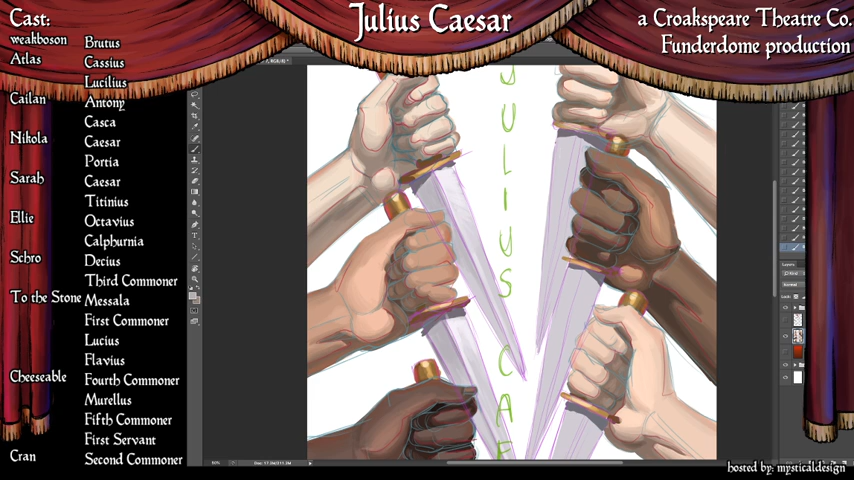 Cast:
weakboson
Atlas
Cailan
Nikola
Sarah
Ellie
Schro
To the Stone
Cheeseable
Cran
Brutus
Cassius
Lucilius
Antony
Casca
Caesar
Portia
Caesar
Titinius
Octavius
Calphurnia
Decius
Third Commoner
Messala
First Commoner
Lucius
Flavius
Fourth Commoner
Murellus
Fifth Commoner
First Servant
Second Commoner
Julius Caesar
a Croakspeare Theatre Co.
Funderdome production
JULIUS CAE
Layers
hosted by: mysticaldesign